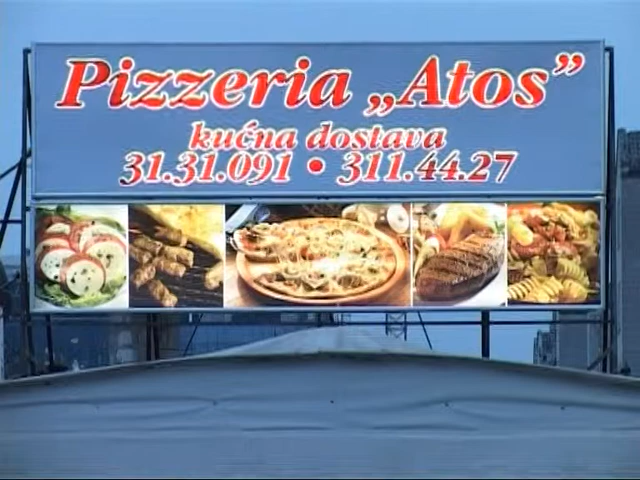 Pizzeria „Atos”
kućna dostava
31.31.091 • 311.44.27